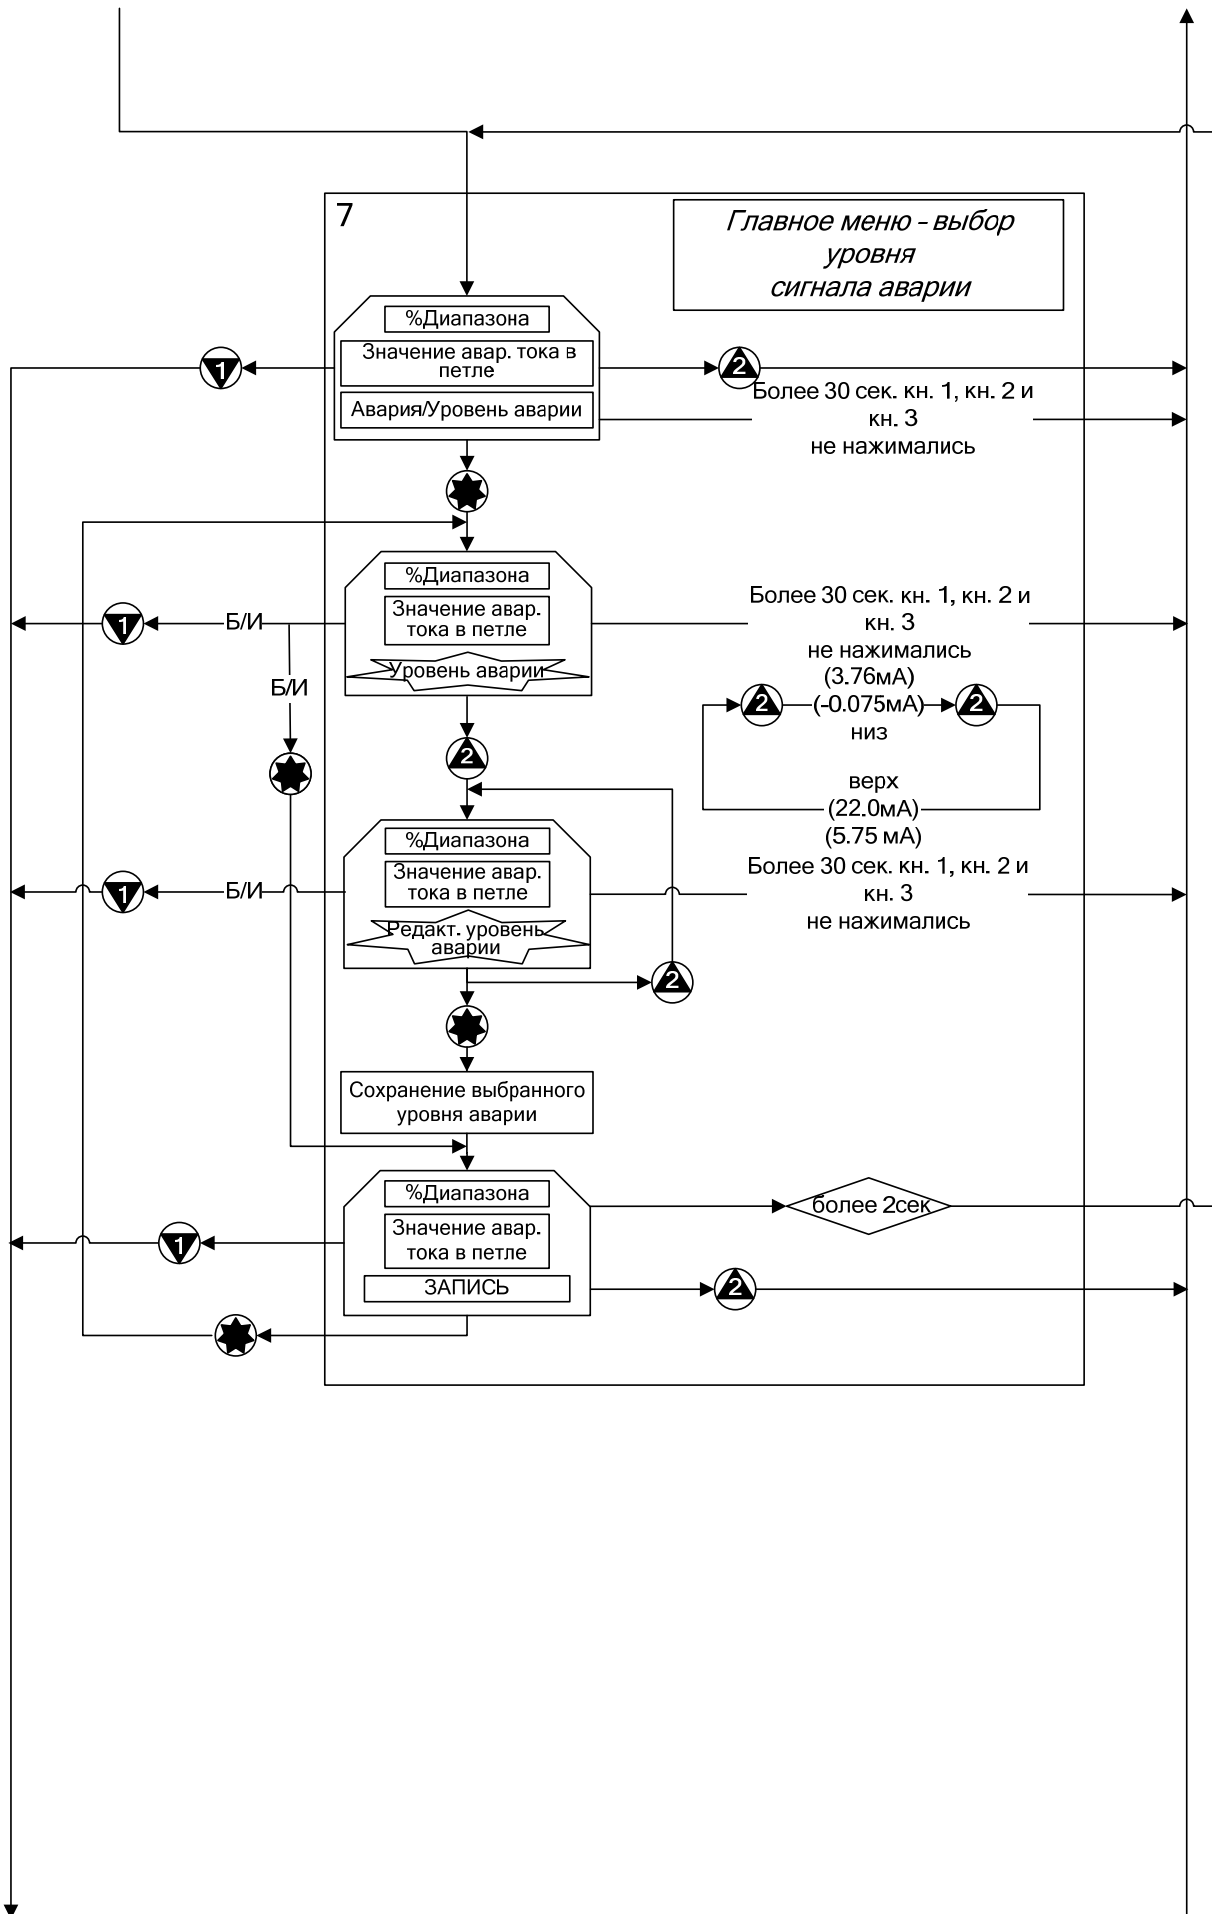 7
Главное меню - выбор
уровня
сигнала аварии
%Диапазона
Значение авар. тока в
петле
Авария/Уровень аварии
1
2
Более 30 сек. кн. 1, кн. 2 и
кн. 3
не нажимались
%Диапазона
Значение авар.
тока в петле
Уровень аварии
1
Б/И
Б/И
Более 30 сек. кн. 1, кн. 2 и
кн. 3
не нажимались
(3.76мА)
2
(-0.075мА)
2
низ
2
верх
(22.0мА)
(5.75 мА)
%Диапазона
Значение авар.
тока в петле
Редакт. уровень
аварии
1
Б/И
Более 30 сек. кн. 1, кн. 2 и
кн. 3
не нажимались
2
Сохранение выбранного
уровня аварии
%Диапазона
Значение авар.
тока в петле
ЗАПИСЬ
более 2сек
1
2